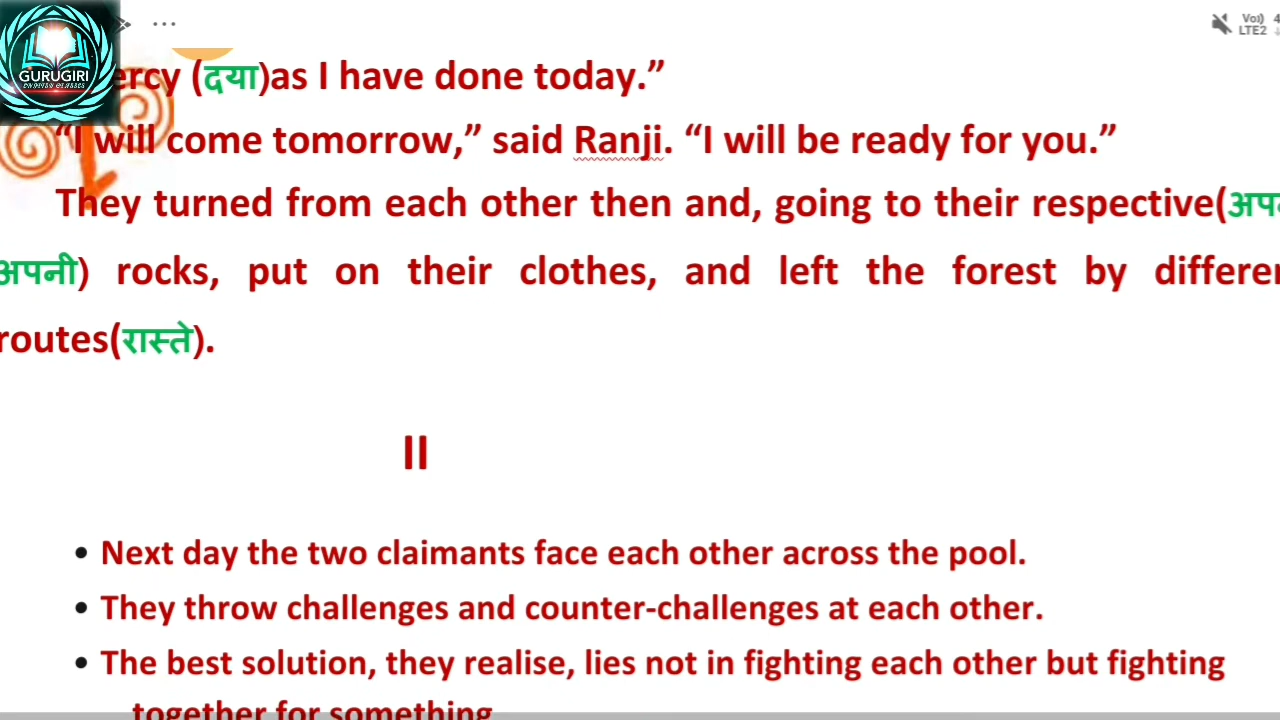 GURUGIRI
Vo)) 4
LTE2
ercy (दया)as I have done today.”
“I will come tomorrow,” said Ranji. “I will be ready for you.”
They turned from each other then and, going to their respective(
अपनी) rocks, put on their clothes, and left the forest by differen
routes(रास्ते).
II
• Next day the two claimants face each other across the pool.
• They throw challenges and counter-challenges at each other.
• The best solution, they realise, lies not in fighting each other but fighting
together for something